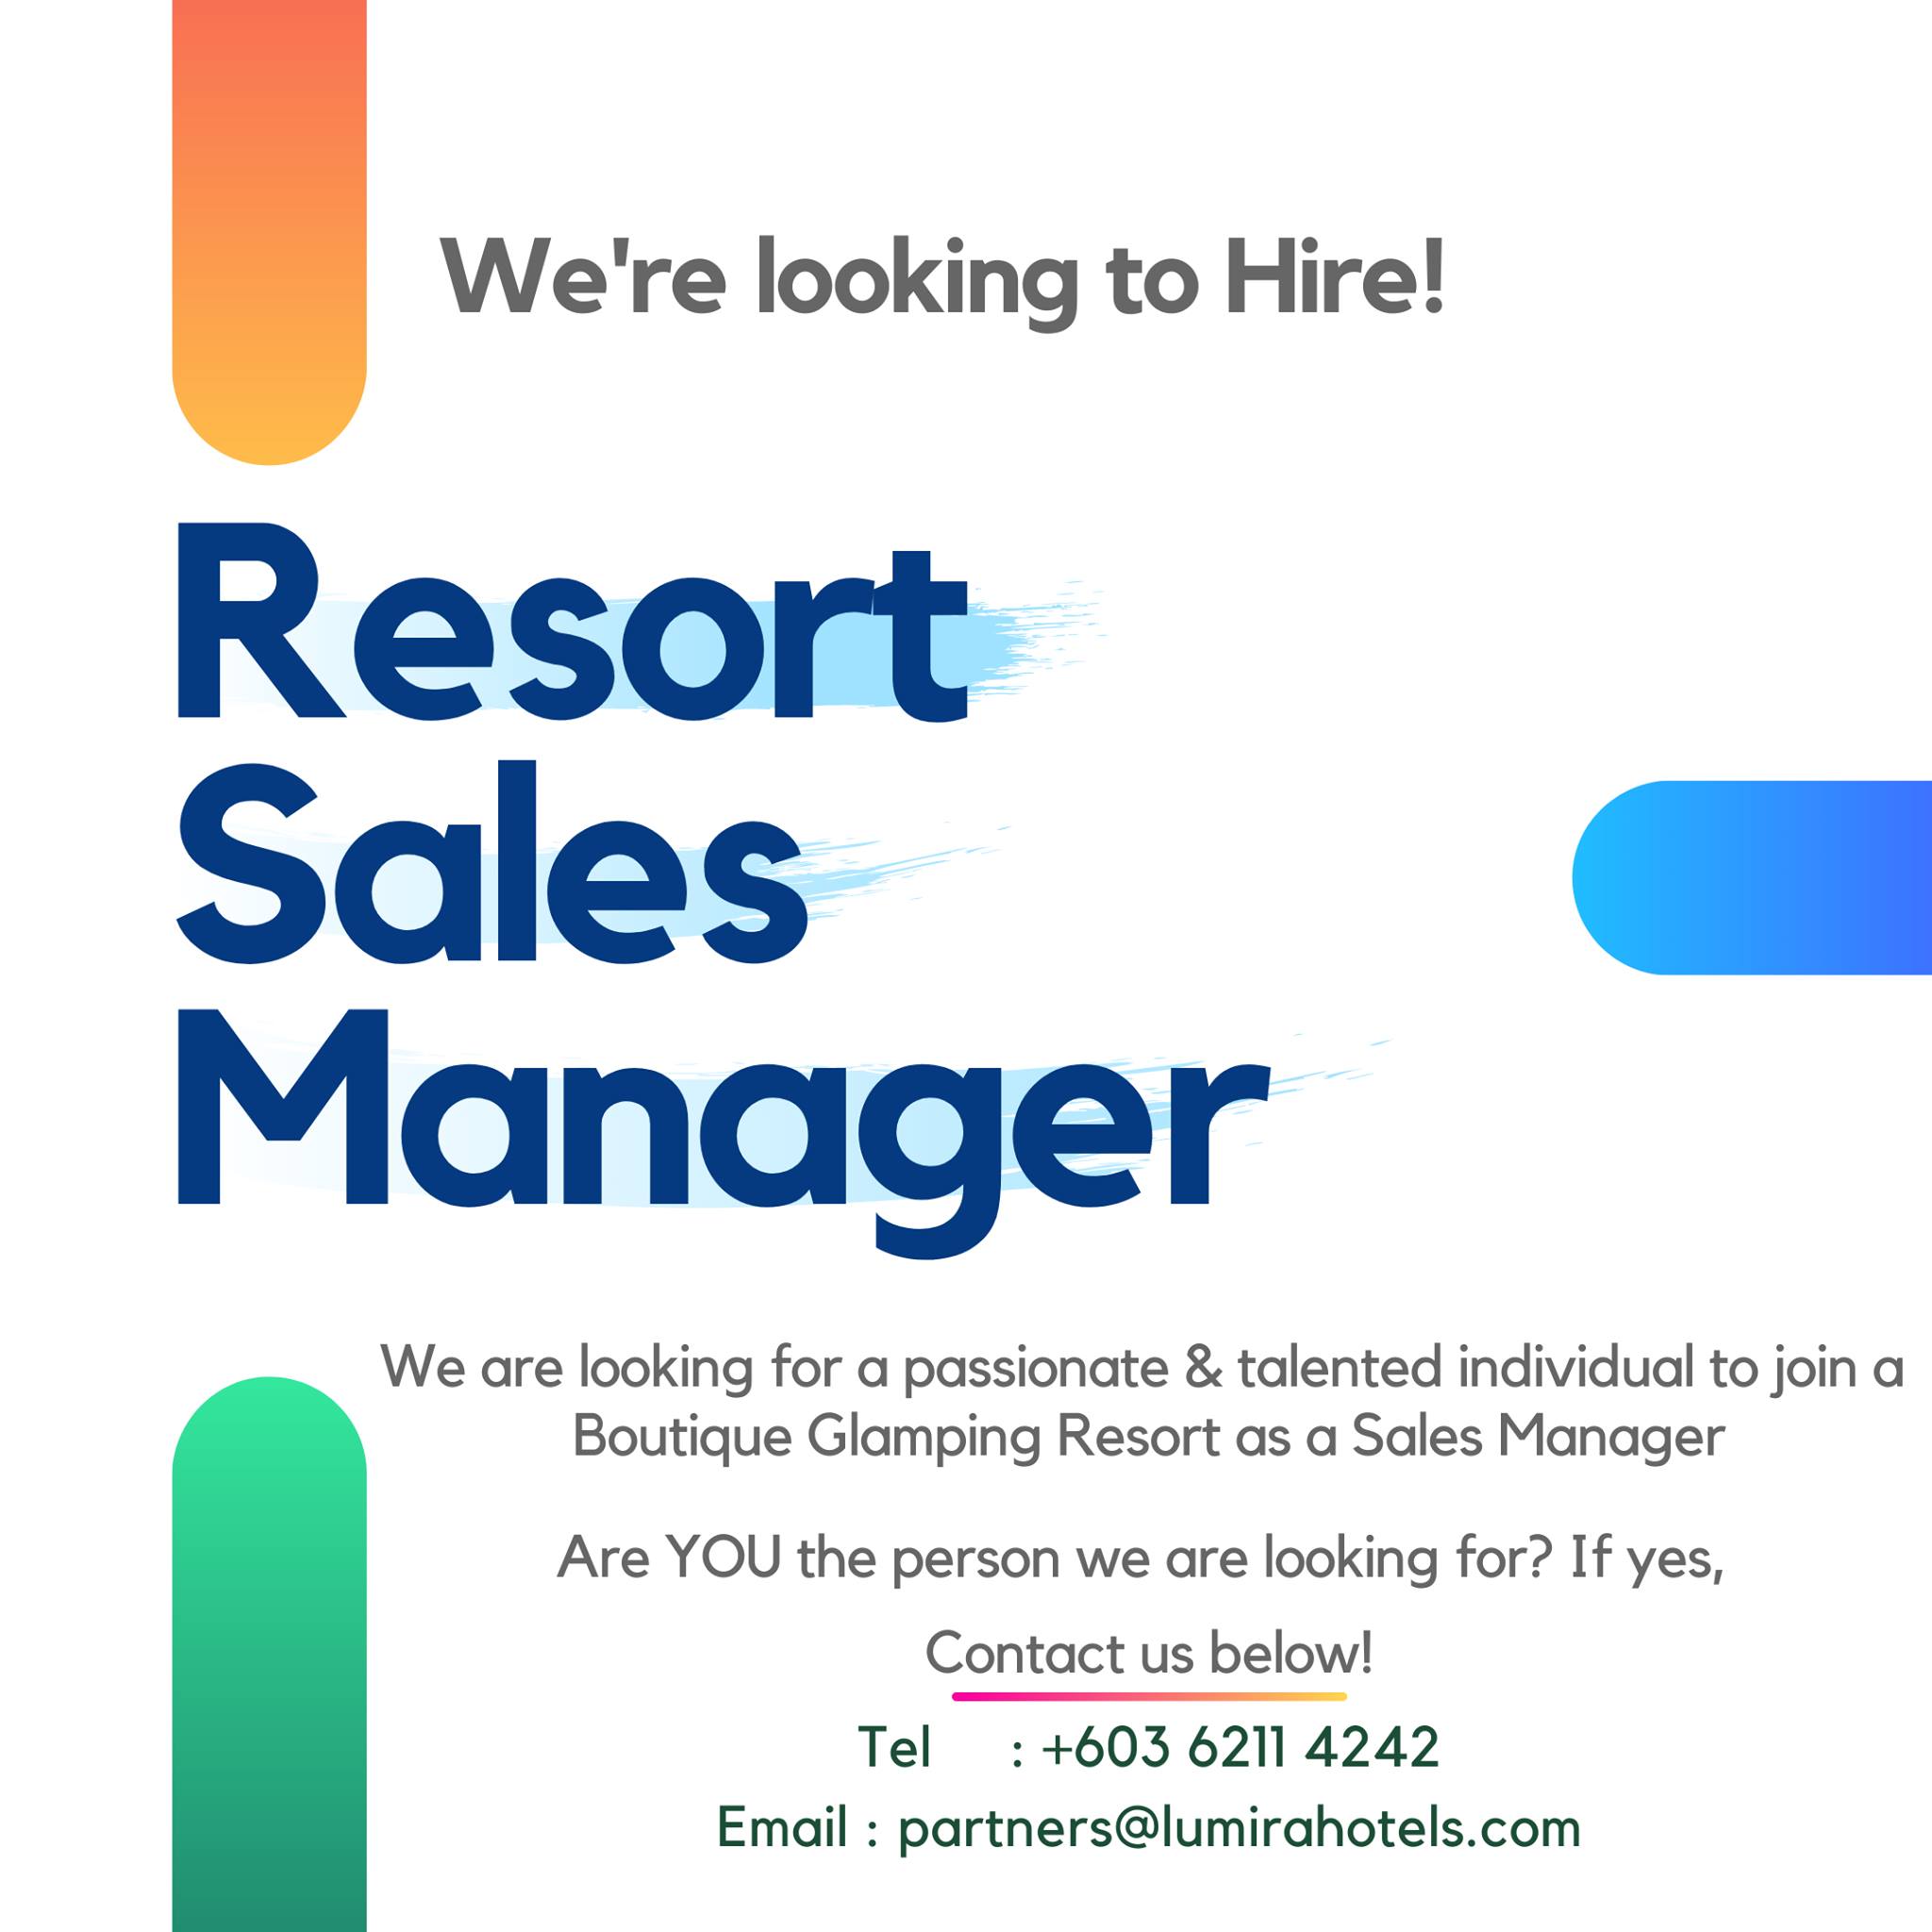 We're looking to Hire!
Resort
Sales
Manager
We are looking for a passionate & talented individual to join a
Boutique Glamping Resort as a Sales Manager
Are YOU the person we are looking for? If yes,
Contact us below!
Tel : +603 6211 4242
Email : partners@lumirahotels.com